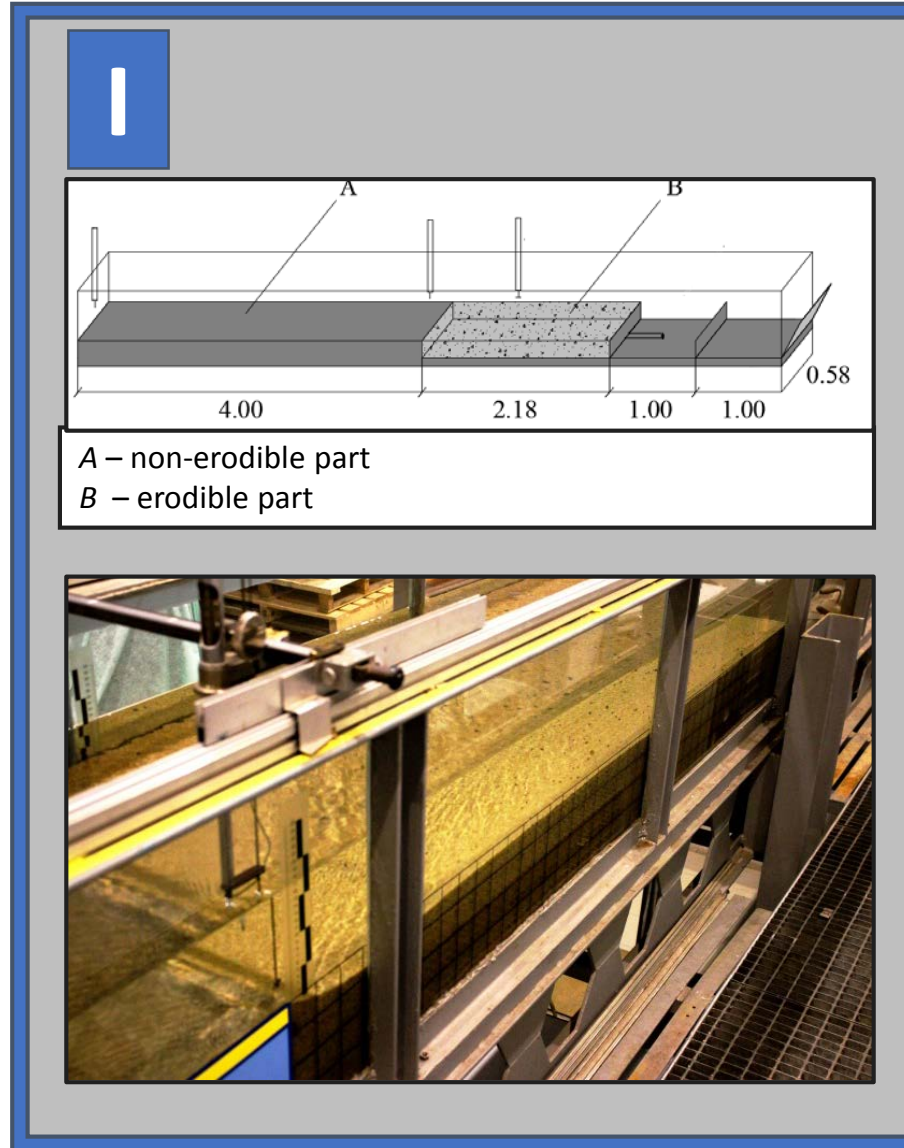 I
A B
0.58
4.00 2.18 1.00 1.00
A – non-erodible part
B – erodible part